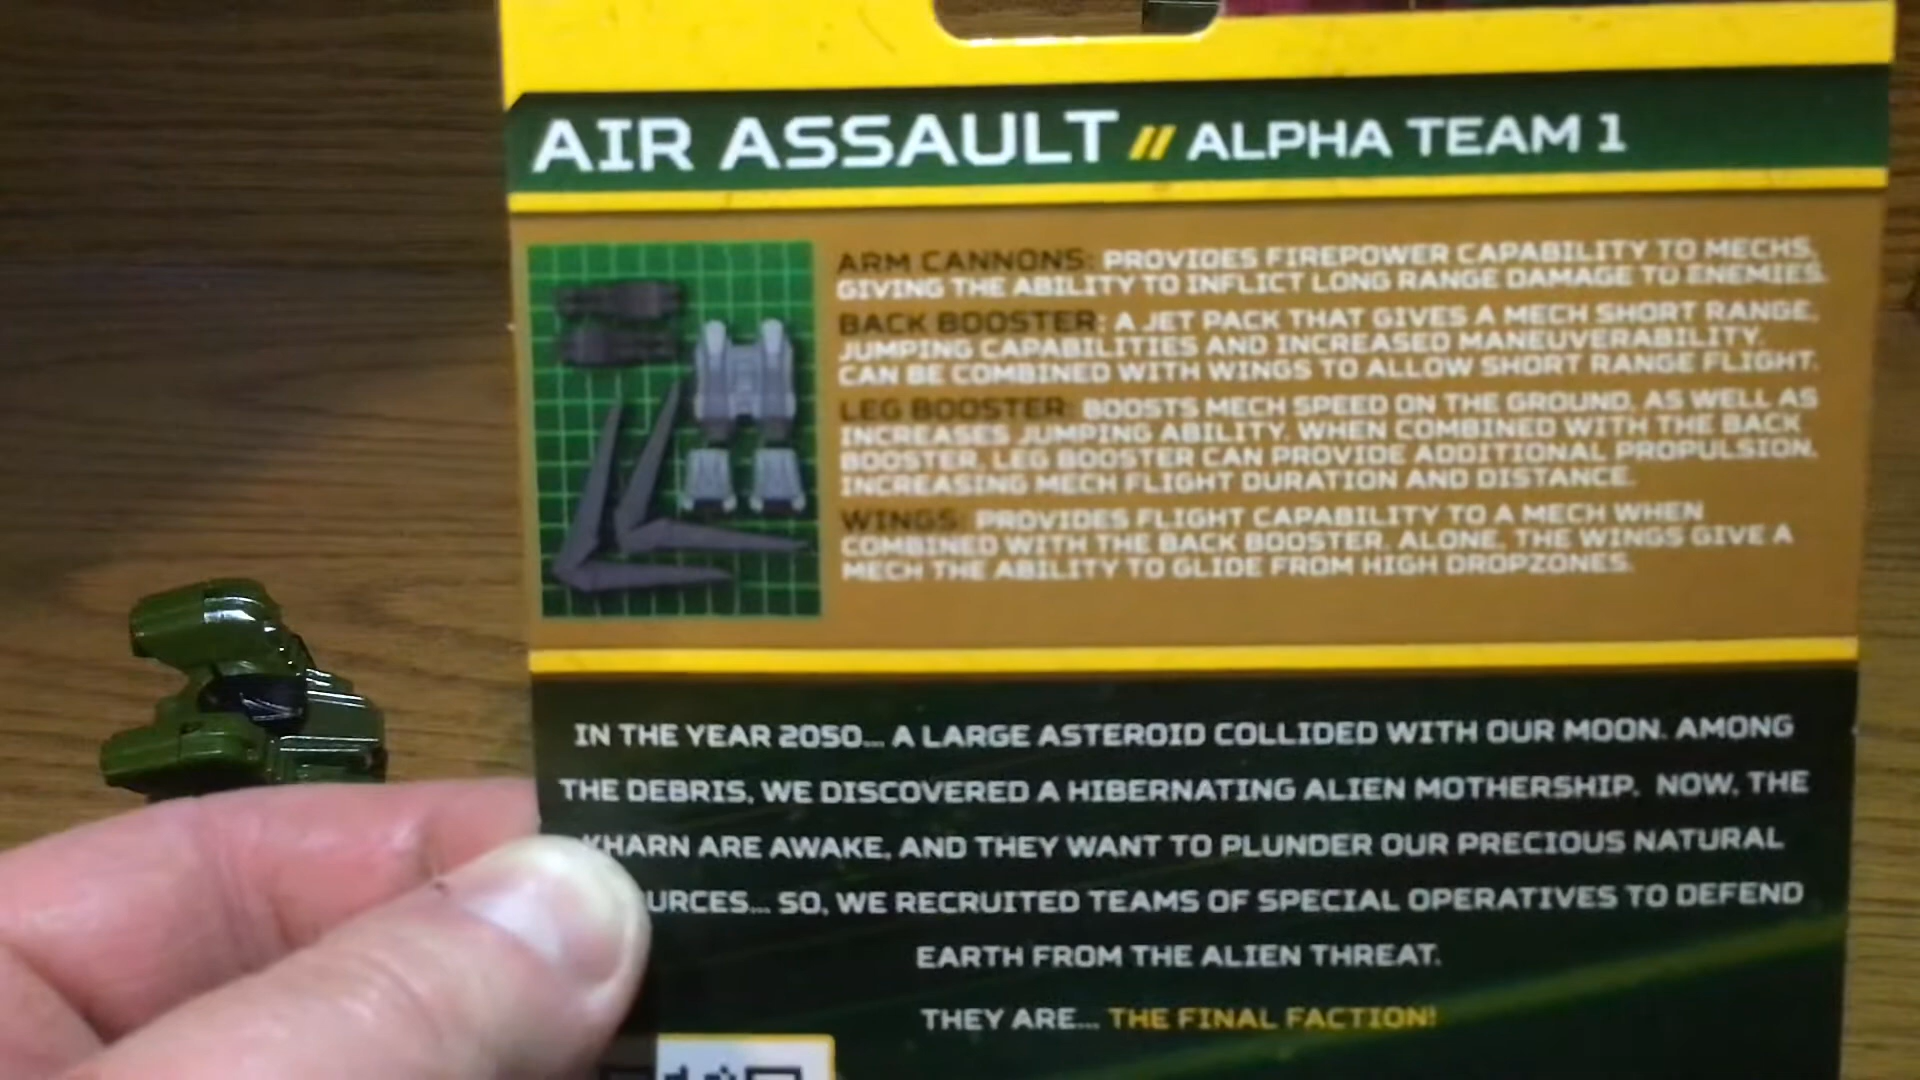 AIR ASSAULT // ALPHA TEAM 1
ARM CANNONS: PROVIDES FIREPOWER CAPABILITY TO MECHS,
GIVING THE ABILITY TO INFLICT LONG RANGE DAMAGE TO ENEMIES.
BACK BOOSTER: A JET PACK THAT GIVES A MECH SHORT RANGE,
JUMPING CAPABILITIES AND INCREASED MANEUVERABILITY.
CAN BE COMBINED WITH WINGS TO ALLOW SHORT RANGE FLIGHT.
LEG BOOSTER: BOOSTS MECH SPEED ON THE GROUND, AS WELL AS
INCREASES JUMPING ABILITY. WHEN COMBINED WITH THE BACK
BOOSTER, LEG BOOSTER CAN PROVIDE ADDITIONAL PROPULSION,
INCREASING MECH FLIGHT DURATION AND DISTANCE.
WINGS: PROVIDES FLIGHT CAPABILITY TO A MECH WHEN
COMBINED WITH THE BACK BOOSTER. ALONE, THE WINGS GIVE A
MECH THE ABILITY TO GLIDE FROM HIGH DROPZONES.
IN THE YEAR 2050... A LARGE ASTEROID COLLIDED WITH OUR MOON. AMONG
THE DEBRIS, WE DISCOVERED A HIBERNATING ALIEN MOTHERSHIP. NOW, THE
KHARN ARE AWAKE, AND THEY WANT TO PLUNDER OUR PRECIOUS NATURAL
OURCES... SO, WE RECRUITED TEAMS OF SPECIAL OPERATIVES TO DEFEND
EARTH FROM THE ALIEN THREAT.
THEY ARE... THE FINAL FACTION!